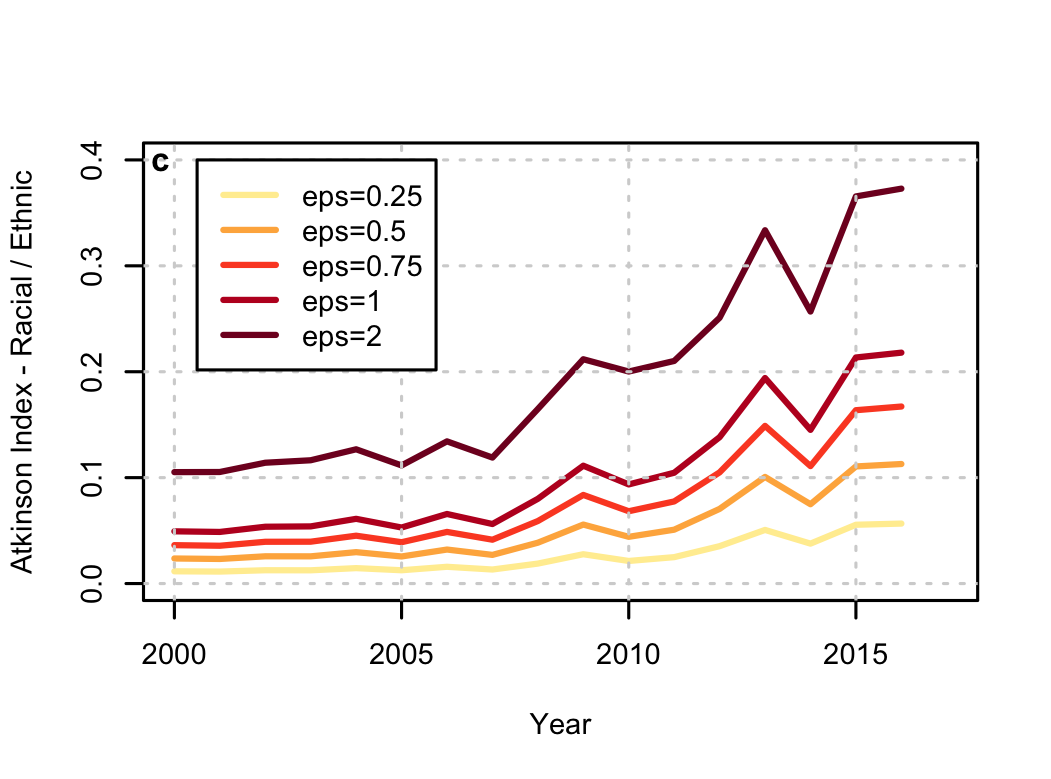 c
eps=0.25
eps=0.5
eps=0.75
eps=1
eps=2
Atkinson Index - Racial / Ethnic
0.4
0.3
0.2
0.1
0.0
2000 2005 2010 2015
Year